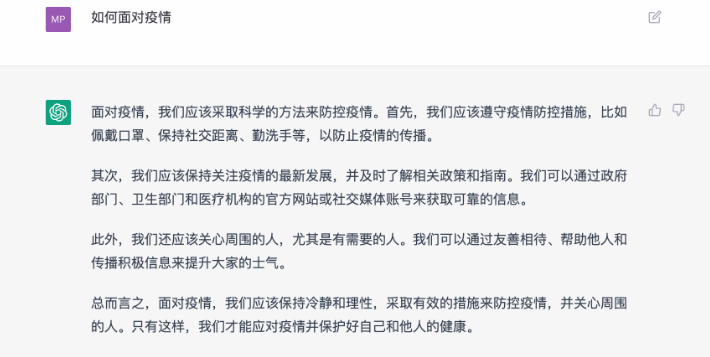 MP
如何面对疫情
面对疫情，我们应该采取科学的方法来防控疫情。首先，我们应该遵守疫情防控措施，比如
佩戴口罩、保持社交距离、勤洗手等，以防止疫情的传播。
其次，我们应该保持关注疫情的最新发展，并及时了解相关政策和指南。我们可以通过政府
部门、卫生部门和医疗机构的官方网站或社交媒体账号来获取可靠的信息。
此外，我们还应该关心周围的人，尤其是有需要的人。我们可以通过友善相待、帮助他人和
传播积极信息来提升大家的士气。
总而言之，面对疫情，我们应该保持冷静和理性，采取有效的措施来防控疫情，并关心周围
的人。只有这样，我们才能应对疫情并保护好自己和他人的健康。